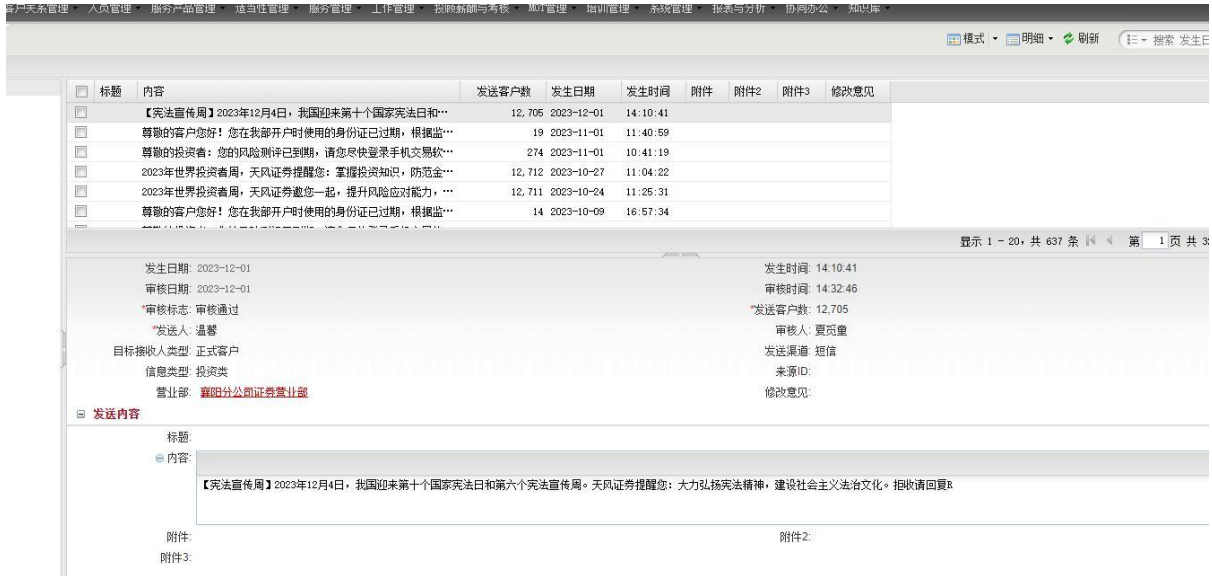 客户关系管理 人员管理 服务产品管理 适当性管理 服务管理 工作管理 投顾薪酬与考核 MOT管理 培训管理 系统管理 报表与分析 协同办公 知识库
模式 明细 刷新 搜索 发生日
标题 内容 发送客户数 发生日期 发生时间 附件 附件2 附件3 修改意见
【宪法宣传周】2023年12月4日，我国迎来第十个国家宪法日和… 12,705 2023-12-01 14:10:41
尊敬的客户您好！您在我部开户时使用的身份证已过期，根据监… 19 2023-11-01 11:40:59
尊敬的投资者：您的风险测评已到期，请您尽快登录手机交易软… 274 2023-11-01 10:41:19
2023年世界投资者周，天风证券提醒您：掌握投资知识，防范金… 12,712 2023-10-27 11:04:22
2023年世界投资者周，天风证券邀您一起，提升风险应对能力，… 12,711 2023-10-24 11:25:31
尊敬的客户您好！您在我部开户时使用的身份证已过期，根据监… 14 2023-10-09 16:57:34
显示 1 - 20，共 637 条 第 1 页 共
发生日期: 2023-12-01 发生时间: 14:10:41
审核日期: 2023-12-01 审核时间: 14:32:46
*审核标志: 审核通过 *发送客户数: 12,705
*发送人: 温馨 审核人: 夏觅童
目标接收人类型: 正式客户 发送渠道: 短信
信息类型: 投资类 来源ID:
营业部: 襄阳分公司证券营业部 修改意见:
发送内容
标题:
内容:
【宪法宣传周】2023年12月4日，我国迎来第十个国家宪法日和第六个宪法宣传周。天风证券提醒您：大力弘扬宪法精神，建设社会主义法治文化。拒收请回复R
附件: 附件2:
附件3: